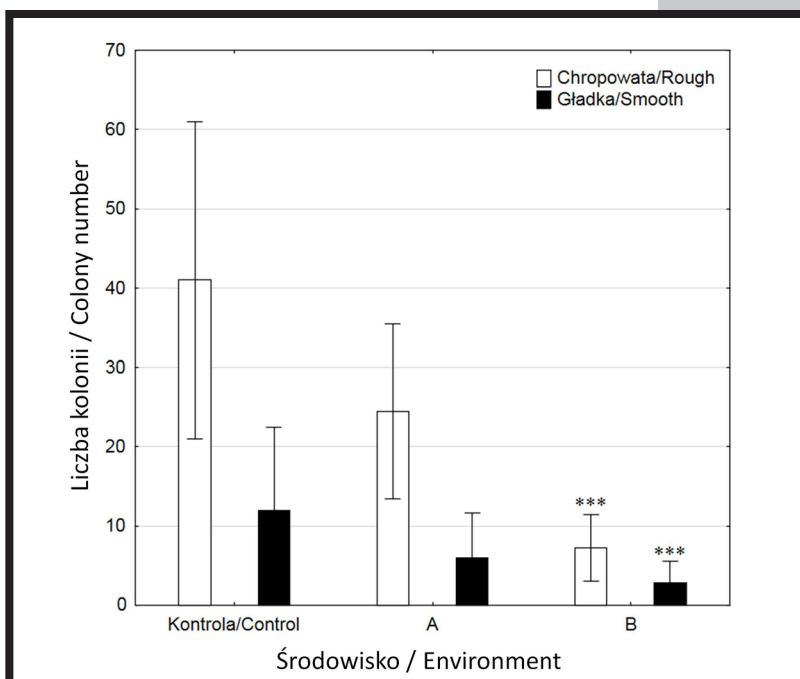 70
60
50
40
30
20
10
0
Liczba kolonii / Colony number
Chropowata/Rough
Gładka/Smooth
***
***
Kontrola/Control A B
Środowisko / Environment